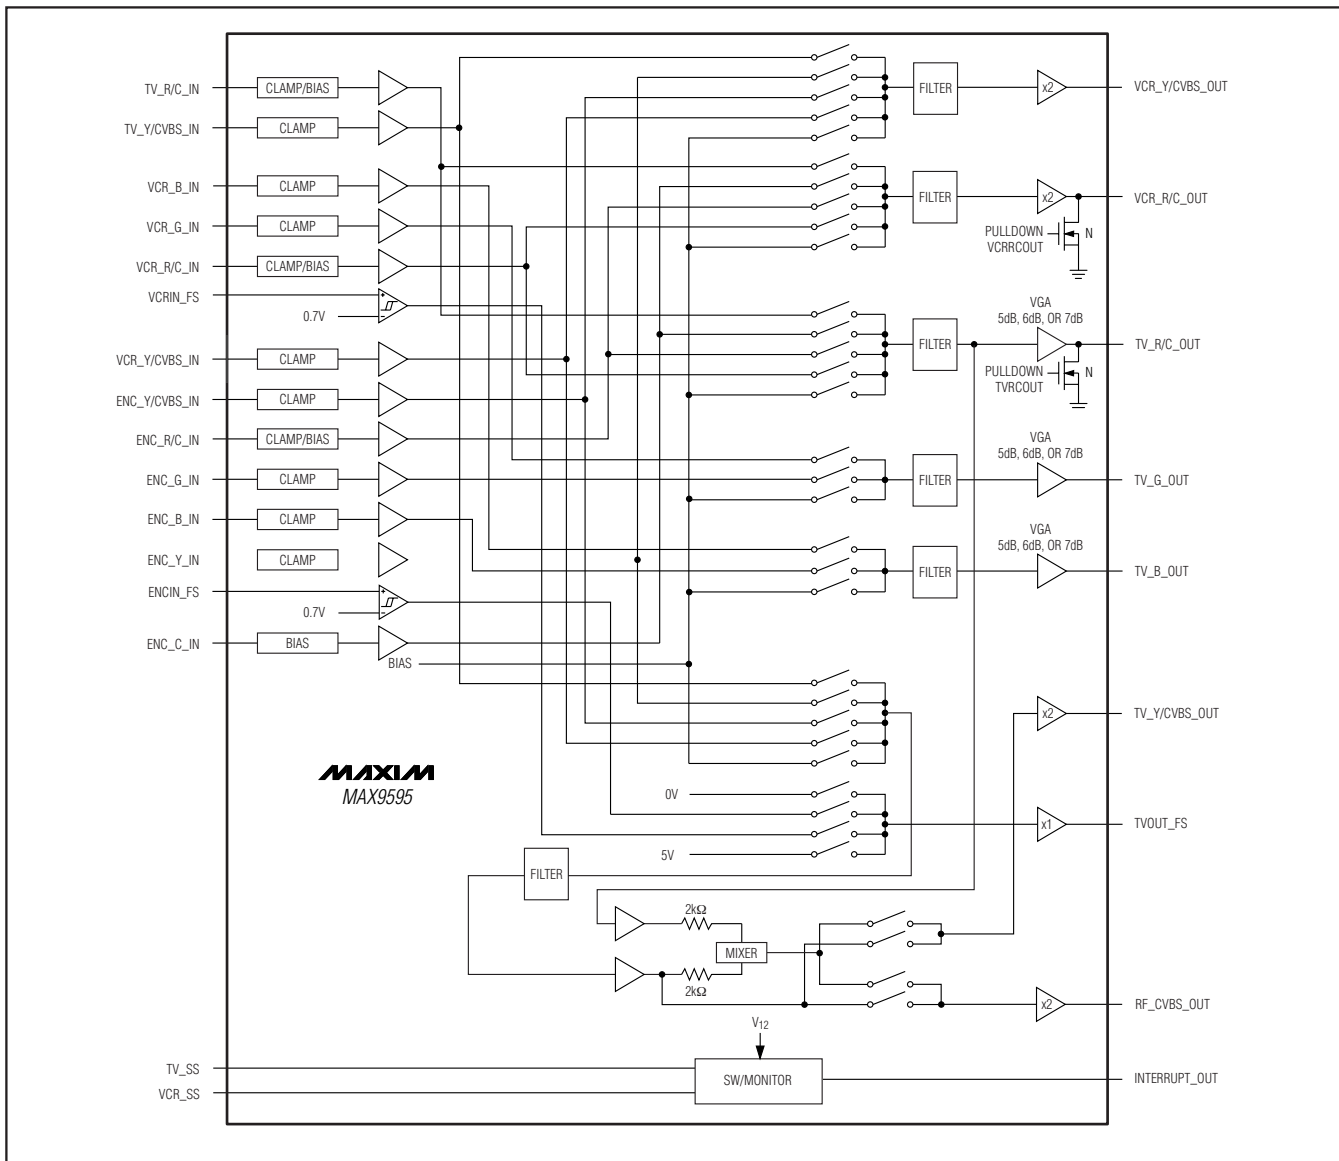 TV_R/C_IN
CLAMP/BIAS
FILTER
x2
VCR_Y/CVBS_OUT
TV_Y/CVBS_IN
CLAMP
VCR_B_IN
CLAMP
FILTER
x2
VCR_R/C_OUT
VCR_G_IN
CLAMP
PULLDOWN
VCRRCOUT
N
VCR_R/C_IN
CLAMP/BIAS
VCRIN_FS
+
−
0.7V
VGA
5dB, 6dB, OR 7dB
FILTER
TV_R/C_OUT
VCR_Y/CVBS_IN
CLAMP
PULLDOWN
TVRCOUT
N
ENC_Y/CVBS_IN
CLAMP
ENC_R/C_IN
CLAMP/BIAS
VGA
5dB, 6dB, OR 7dB
ENC_G_IN
CLAMP
FILTER
TV_G_OUT
ENC_B_IN
CLAMP
VGA
5dB, 6dB, OR 7dB
ENC_Y_IN
CLAMP
FILTER
TV_B_OUT
ENCIN_FS
+
−
0.7V
ENC_C_IN
BIAS
BIAS
x2
TV_Y/CVBS_OUT
MAXIM
MAX9595
0V
x1
TVOUT_FS
5V
FILTER
2kΩ
MIXER
2kΩ
x2
RF_CVBS_OUT
V12
TV_SS
SW/MONITOR
INTERRUPT_OUT
VCR_SS